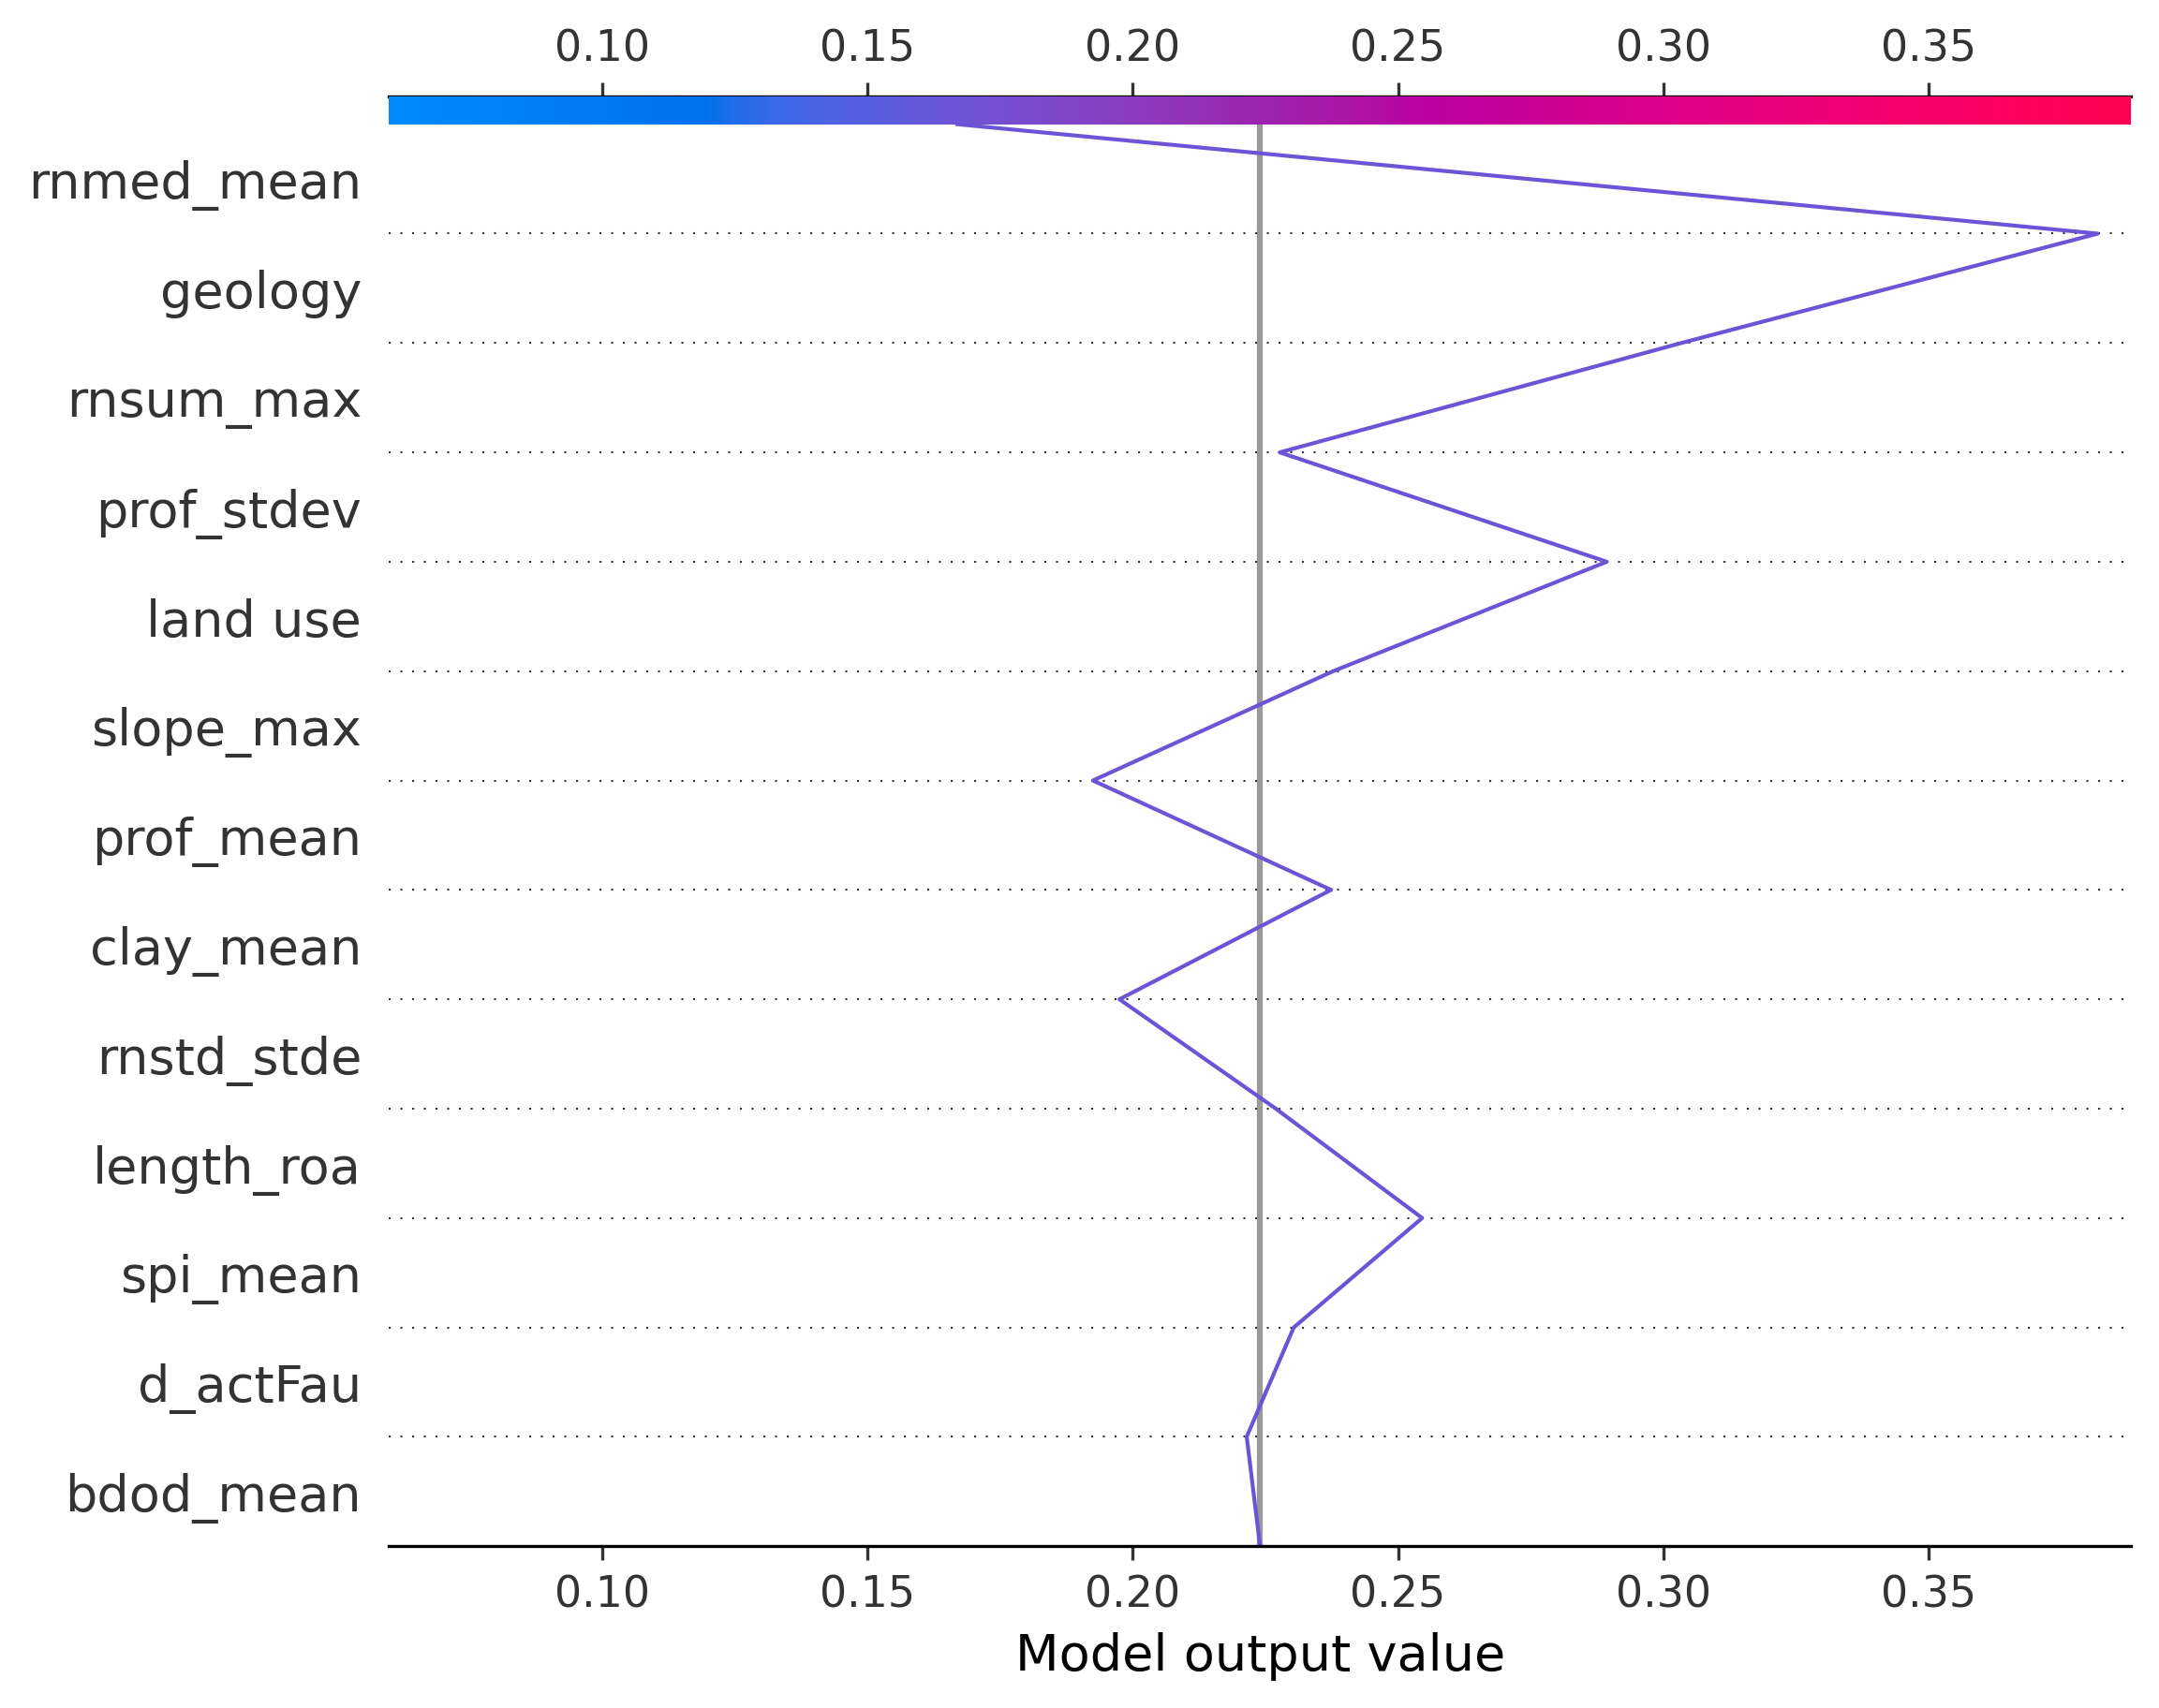 0.10 0.15 0.20 0.25 0.30 0.35
rnmed_mean
geology
rnsum_max
prof_stdev
land use
slope_max
prof_mean
clay_mean
rnstd_stde
length_roa
spi_mean
d_actFau
bdod_mean
0.10 0.15 0.20 0.25 0.30 0.35
Model output value